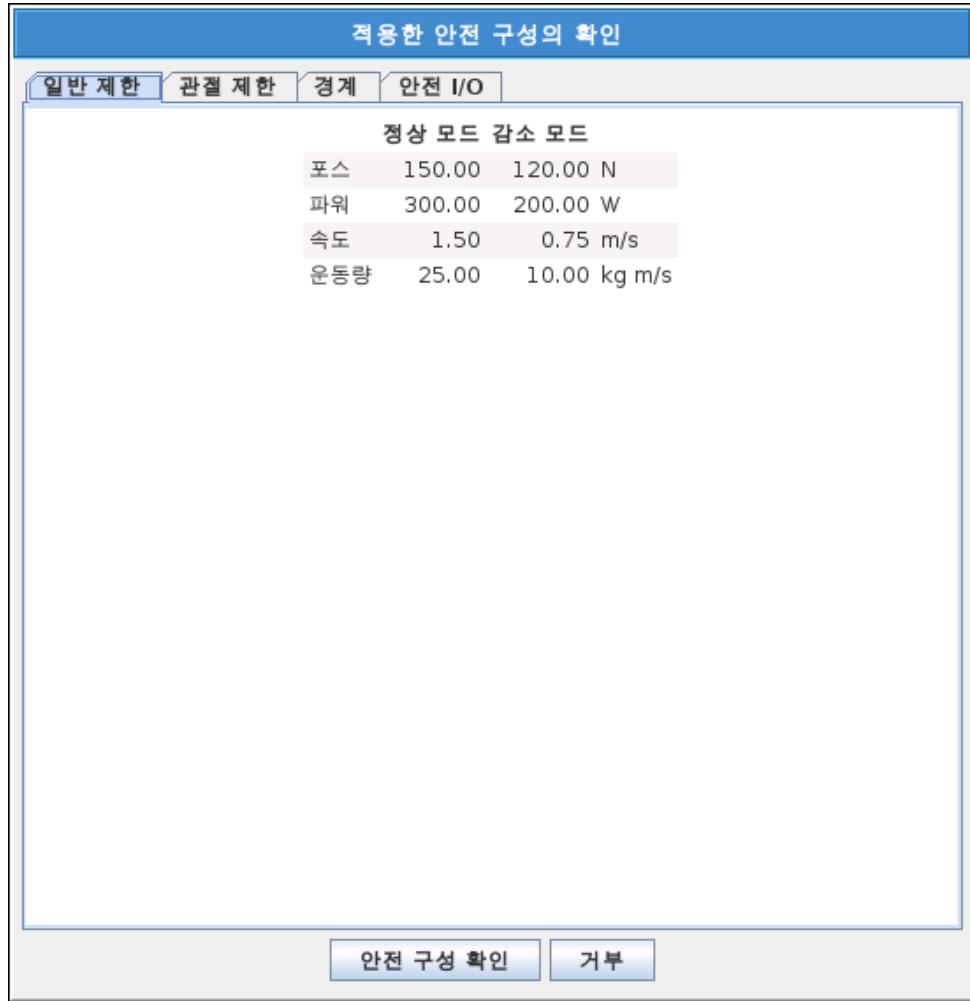 적용한 안전 구성의 확인
일반 제한 관절 제한 경계 안전 I/O
정상 모드 감소 모드
포스 150.00 120.00 N
파워 300.00 200.00 W
속도 1.50 0.75 m/s
운동량 25.00 10.00 kg m/s
안전 구성 확인 거부